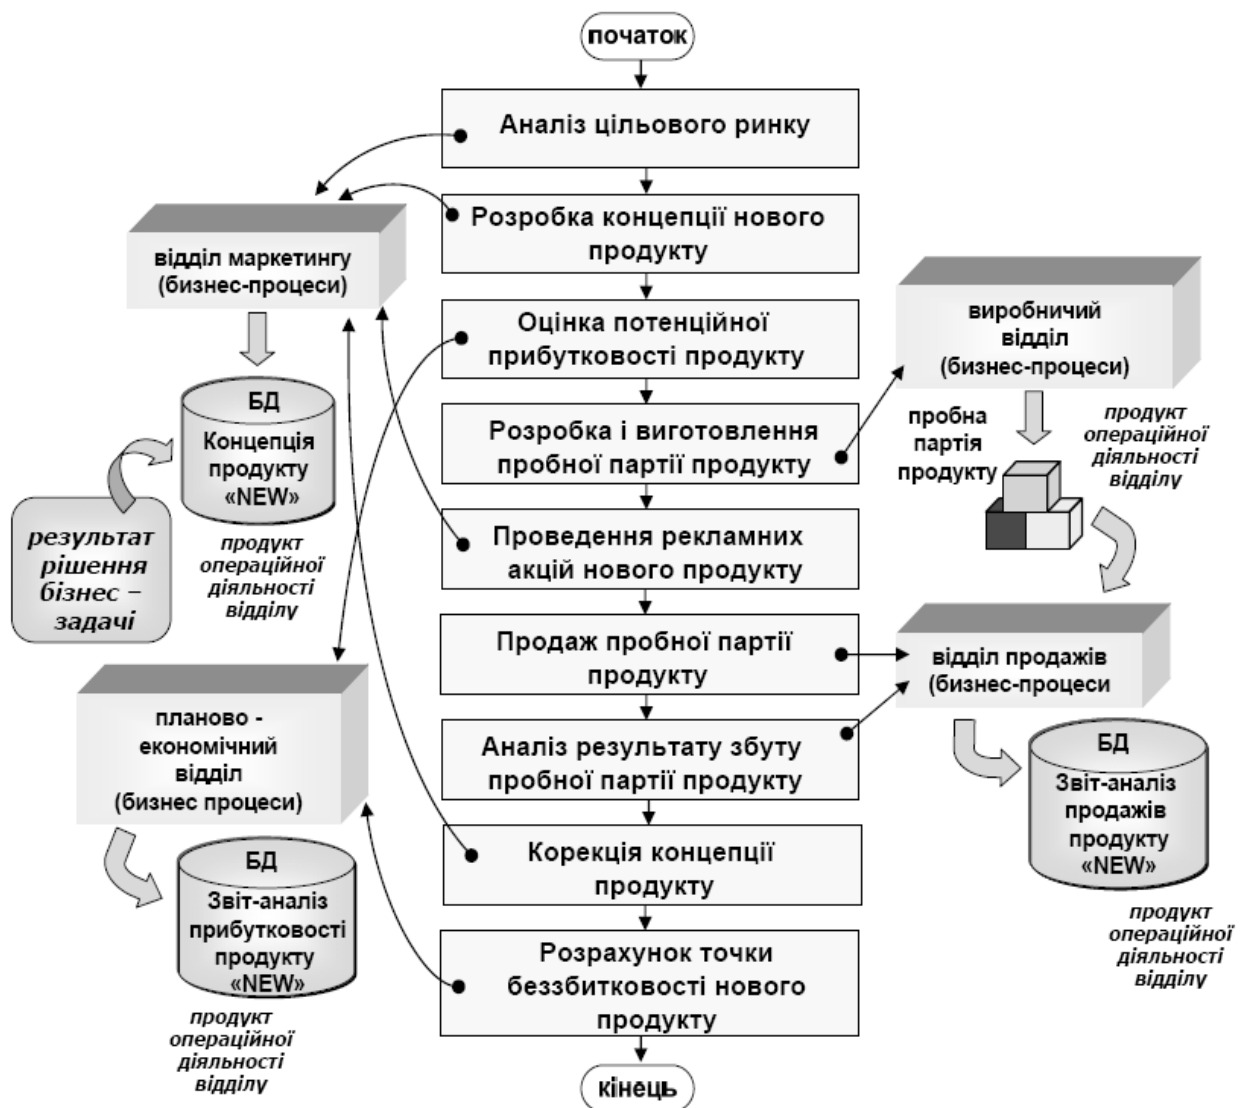 початок
Аналіз цільового ринку
Розробка концепції нового
продукту
Оцінка потенційної
прибутковості продукту
Розробка і виготовлення
пробної партії продукту
Проведення рекламних
акцій нового продукту
Продаж пробної партії
продукту
Аналіз результату збуту
пробної партії продукту
Корекція концепції
продукту
Розрахунок точки
беззбитковості нового
продукту
кінець
відділ маркетингу
(бизнес-процеси)
БД
Концепція
продукту
«NEW»
результат
рішення
бізнес –
задачі
продукт
операційної
діяльності
відділу
планово -
економічний
відділ
(бизнес процеси)
БД
Звіт-аналіз
прибутковості
продукту
«NEW»
продукт
операційної
діяльності
відділу
виробничий
відділ
(бизнес-процеси)
пробна
партія
продукту
продукт
операційної
діяльності
відділу
відділ продажів
(бизнес-процеси
БД
Звіт-аналіз
продажів
продукту
«NEW»
продукт
операційної
діяльності
відділу